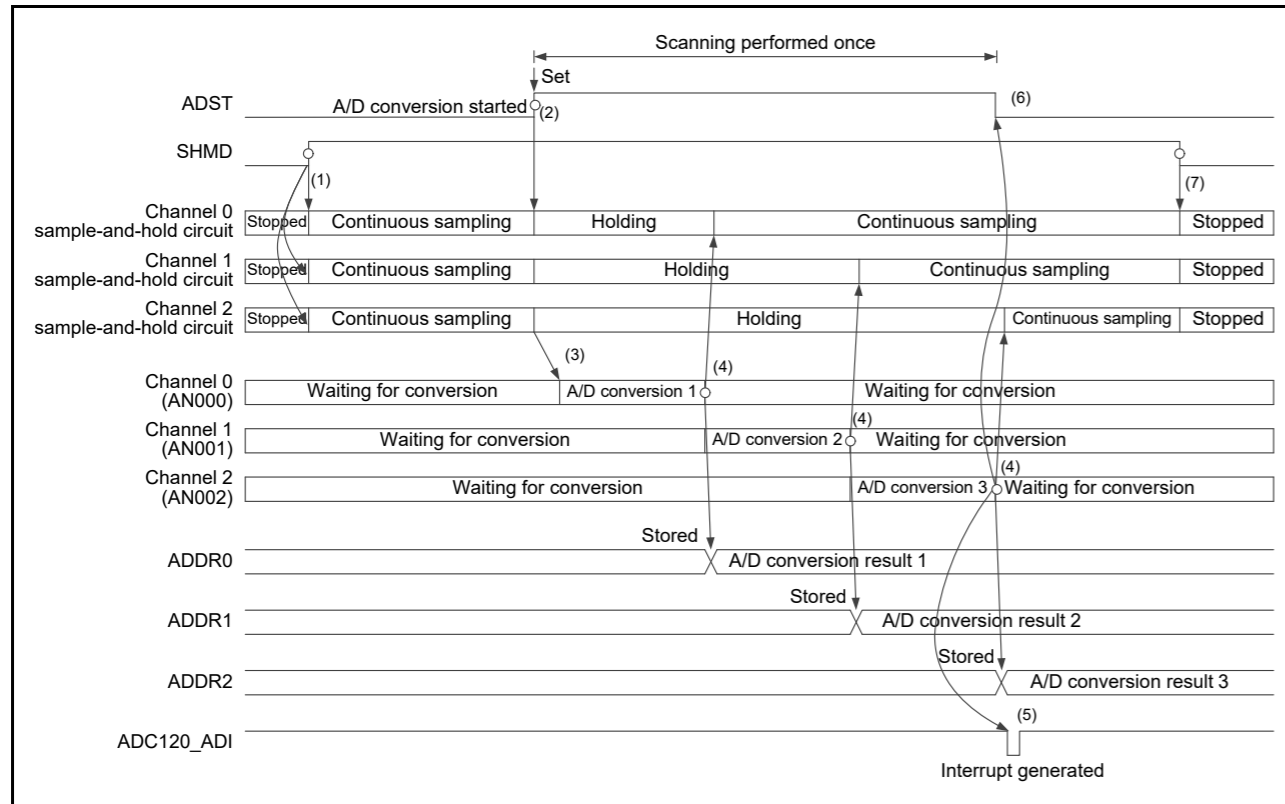 Scanning performed once
Set
ADST
A/D conversion started
(2)
(6)
SHMD
(1)
(7)
Channel 0
sample-and-hold circuit
Stopped
Continuous sampling
Holding
Continuous sampling
Stopped
Channel 1
sample-and-hold circuit
Stopped
Continuous sampling
Holding
Continuous sampling
Stopped
Channel 2
sample-and-hold circuit
Stopped
Continuous sampling
Holding
Continuous sampling
Stopped
(3)
(4)
Channel 0
(AN000)
Waiting for conversion
A/D conversion 1
Waiting for conversion
(4)
Channel 1
(AN001)
Waiting for conversion
A/D conversion 2
Waiting for conversion
(4)
Channel 2
(AN002)
Waiting for conversion
A/D conversion 3
Waiting for conversion
Stored
ADDR0
A/D conversion result 1
Stored
ADDR1
A/D conversion result 2
Stored
ADDR2
A/D conversion result 3
(5)
ADC120_ADI
Interrupt generated